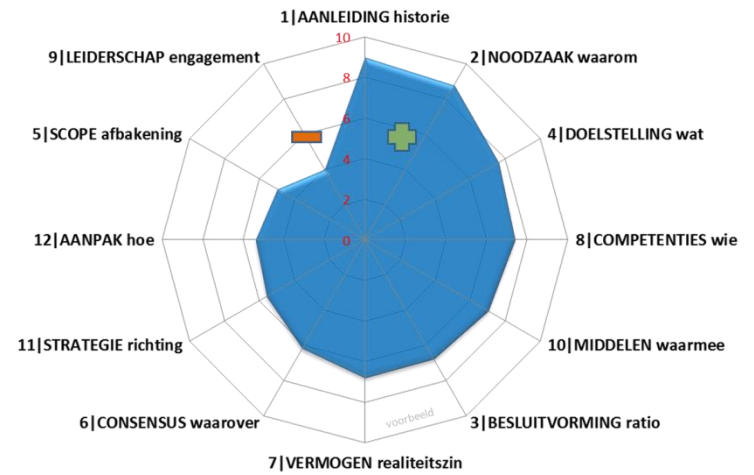 1|AANLEIDING historie
10
9|LEIDERSCHAP engagement
2|NOODZAAK waarom
8
6
5|SCOPE afbakening
4|DOELSTELLING wat
4
2
12|AANPAK hoe
0
8|COMPETENTIES wie
11|STRATEGIE richting
10|MIDDELEN waarmee
voorbeeld
6|CONSENSUS waarover
3|BESLUITVORMING ratio
7|VERMOGEN realiteitszin